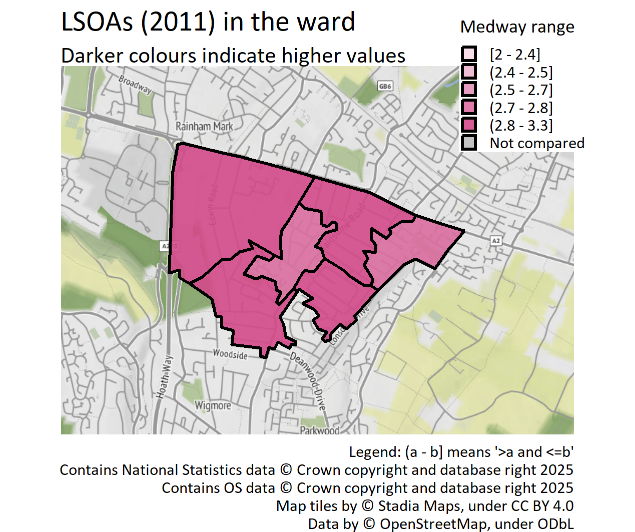 LSOAs (2011) in the ward
Darker colours indicate higher values
Medway range
[2 - 2.4]
(2.4 - 2.5]
(2.5 - 2.7]
(2.7 - 2.8]
(2.8 - 3.3]
Not compared
Broadway
GB6
Rainham Mark
A2
A2
Woodside
Hoath-Way
Deanwood-Drive
Wigmore
Parkwood
Legend: (a - b] means '>a and <=b'
Contains National Statistics data © Crown copyright and database right 2025
Contains OS data © Crown copyright and database right 2025
Map tiles by © Stadia Maps, under CC BY 4.0
Data by © OpenStreetMap, under ODbL